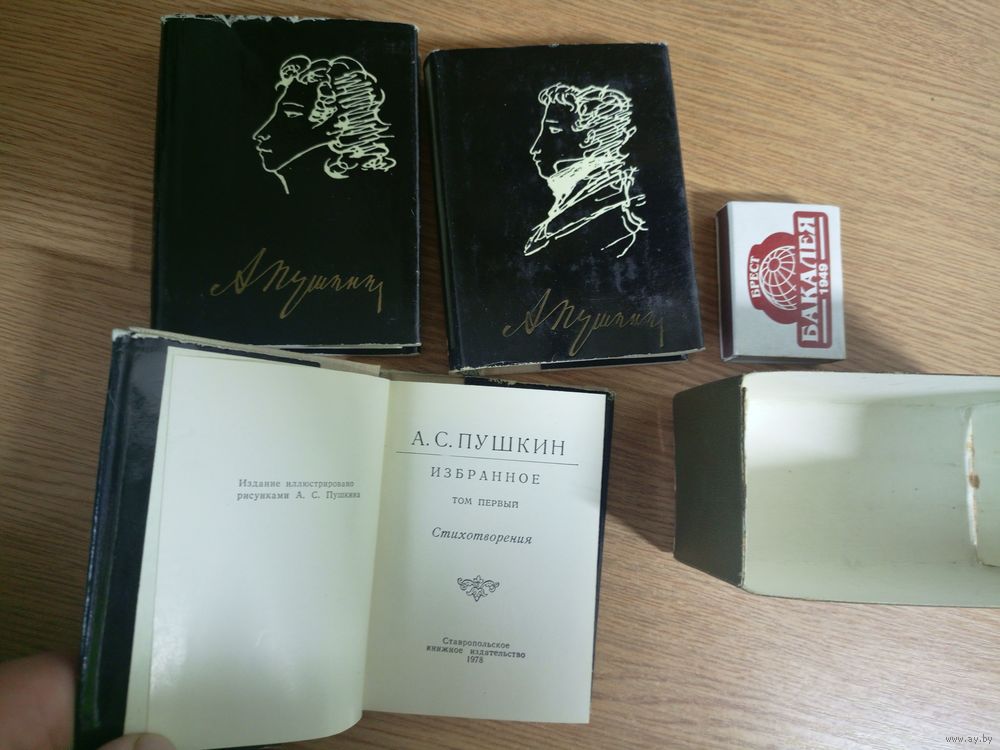 А Пушкин
А Пушкин
БРЕСТ
БАКАЛЕЯ
1949
Издание иллюстрировано
рисунками А. С. Пушкина
А. С. ПУШКИН
ИЗБРАННОЕ
ТОМ ПЕРВЫЙ
Стихотворения
Ставропольское
книжное издательство
1978
www.ay.by